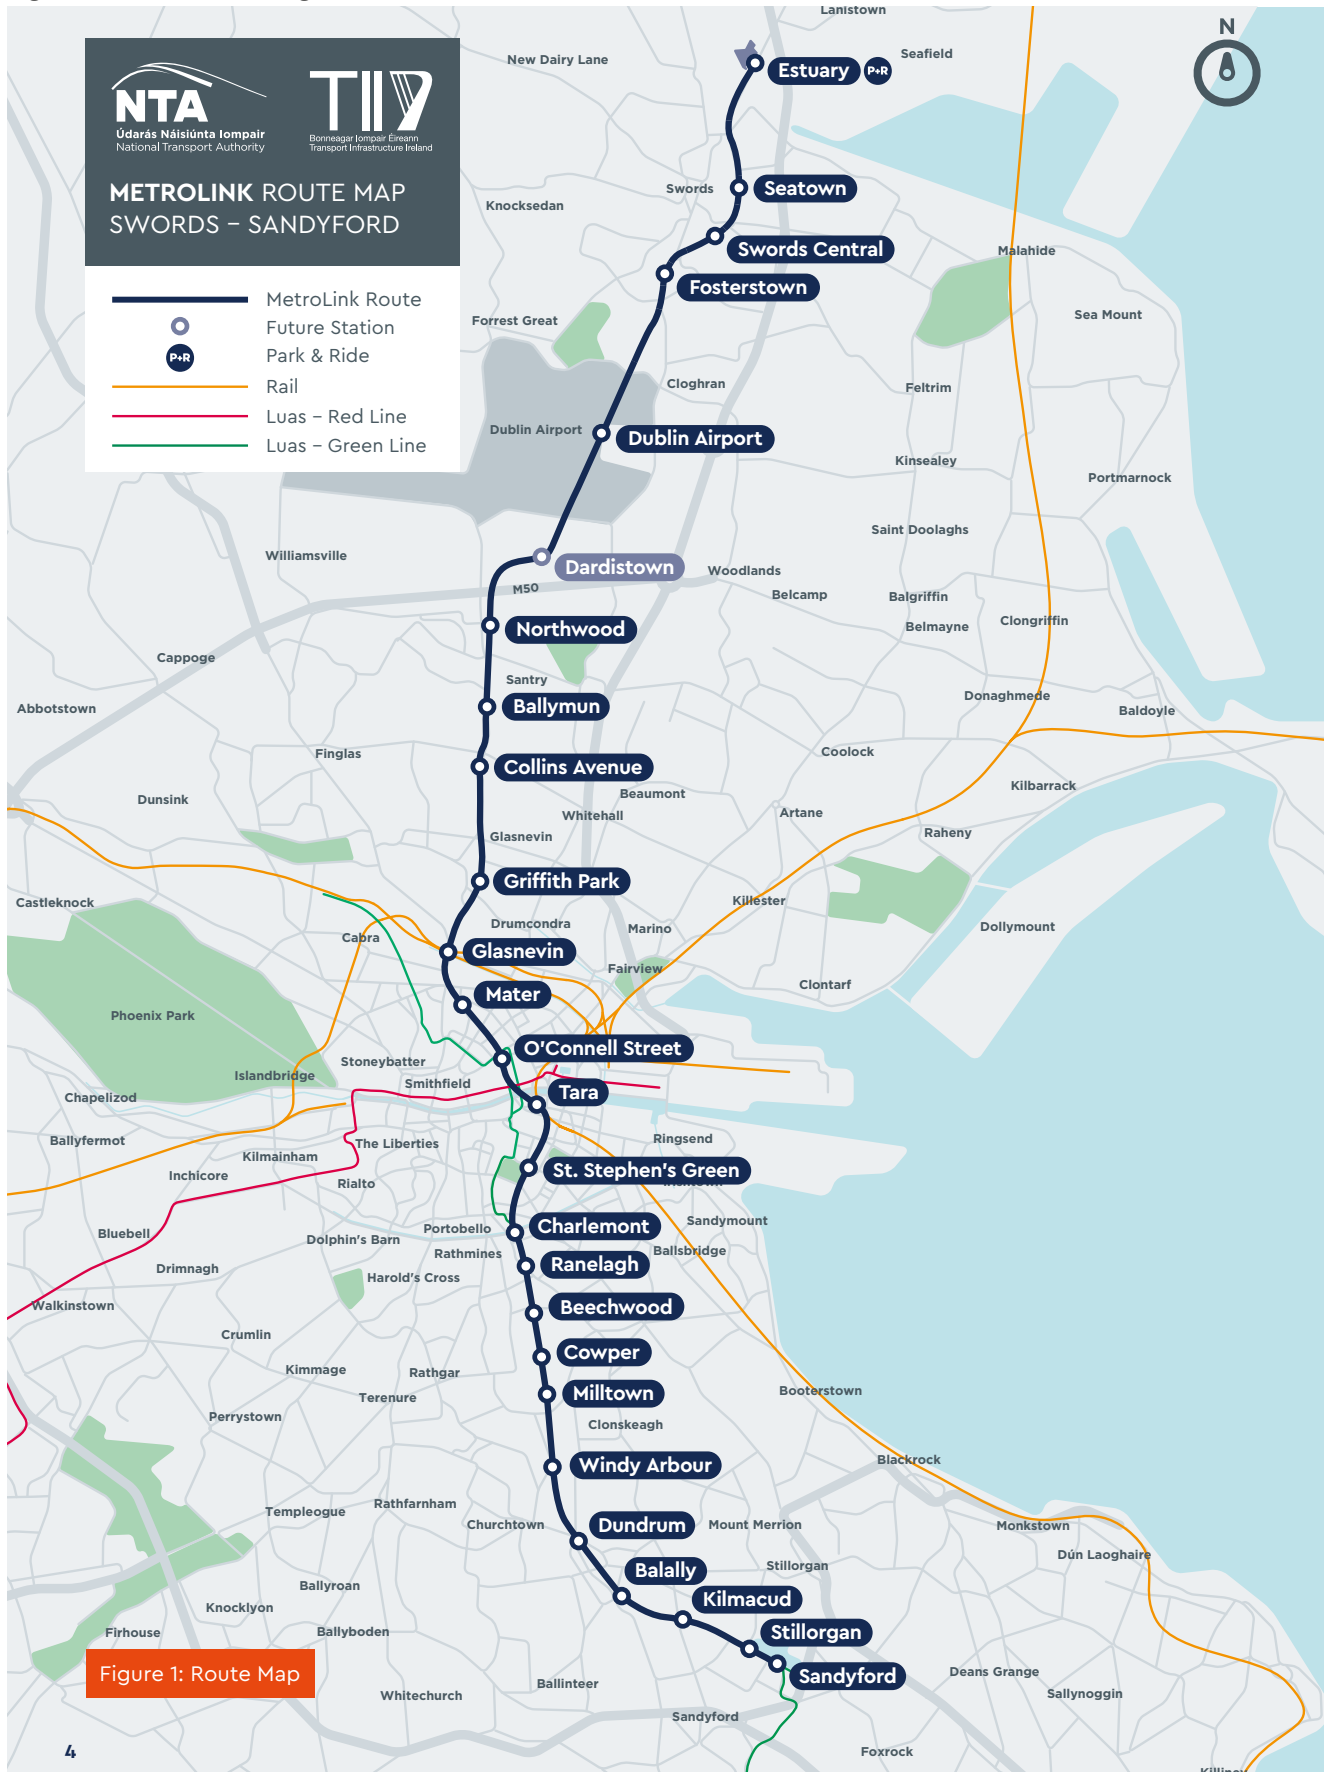 Lanistown
N
New Dairy Lane
Seafield
Estuary
P+R
NTA
Údarás Náisiúnta Iompair
National Transport Authority
TII
Bonneagar Iompair Éireann
Transport Infrastructure Ireland
METROLINK ROUTE MAP
SWORDS – SANDYFORD
Swords
Seatown
Knocksedan
Swords Central
Malahide
Fosterstown
MetroLink Route
Future Station
P+R
Park & Ride
Rail
Luas – Red Line
Luas – Green Line
Forrest Great
Sea Mount
Cloghran
Feltrim
Dublin Airport
Dublin Airport
Kinsealey
Portmarnock
Saint Doolaghs
Williamsville
Dardistown
Woodlands
M50
Belcamp
Balgriffin
Belmayne
Clongriffin
Northwood
Cappoge
Santry
Ballymun
Donaghmede
Abbotstown
Baldoyle
Finglas
Coolock
Collins Avenue
Kilbarrack
Dunsink
Beaumont
Whitehall
Artane
Glasnevin
Raheny
Griffith Park
Castleknock
Killester
Drumcondra
Marino
Dollymount
Cabra
Glasnevin
Fairview
Clontarf
Mater
Phoenix Park
O'Connell Street
Stoneybatter
Islandbridge
Smithfield
Tara
Chapelizod
Ballyfermot
The Liberties
Ringsend
Kilmainham
Inchicore
St. Stephen's Green
Rialto
Sandymount
Bluebell
Portobello
Charlemont
Dolphin's Barn
Rathmines
Ballsbridge
Drimnagh
Harold's Cross
Ranelagh
Walkinstown
Beechwood
Crumlin
Cowper
Kimmage
Rathgar
Terenure
Milltown
Booterstown
Perrystown
Clonskeagh
Blackrock
Windy Arbour
Templeogue
Rathfarnham
Churchtown
Dundrum
Mount Merrion
Monkstown
Dún Laoghaire
Stillorgan
Balally
Ballyroan
Kilmacud
Knocklyon
Firhouse
Ballyboden
Stillorgan
Figure 1: Route Map
Sandyford
Deans Grange
Ballinteer
Whitechurch
Sallynoggin
Sandyford
4
Foxrock